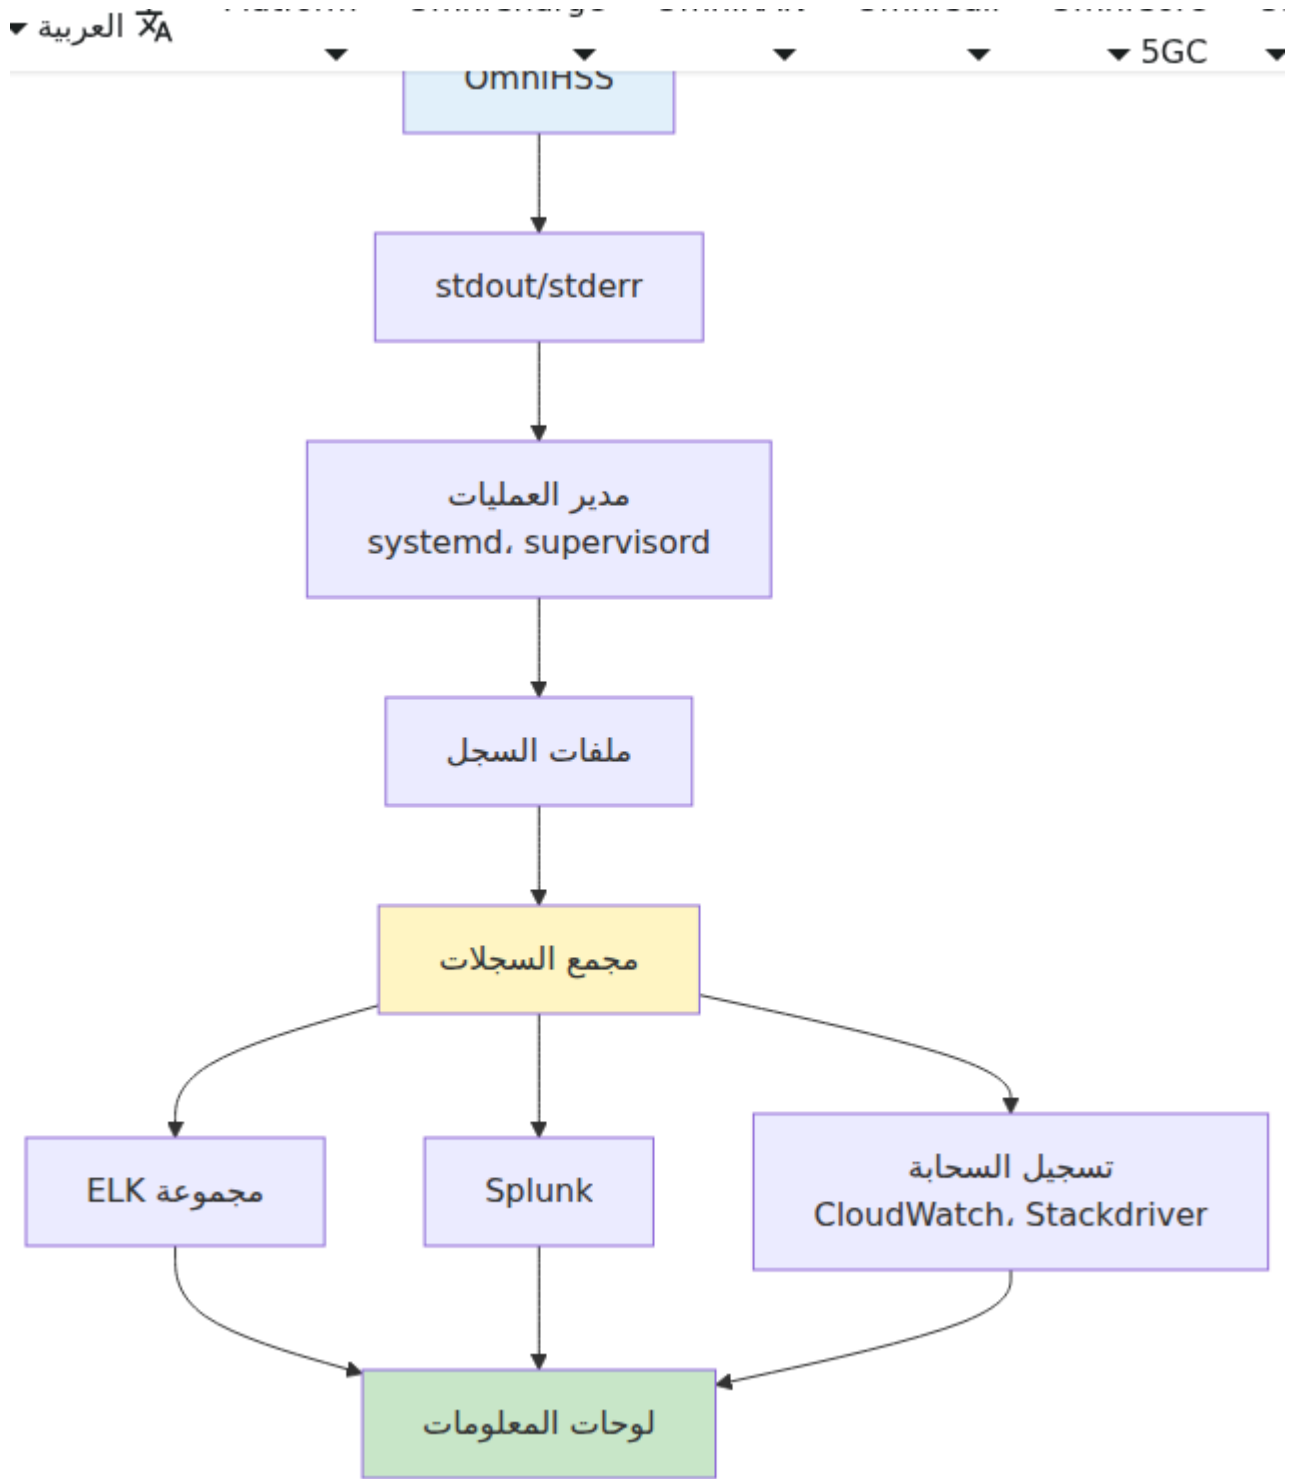 العربية
5GC
OmniHSS
stdout/stderr
مدير العمليات
systemd، supervisord
ملفات السجل
مجمع السجلات
مجموعة ELK
Splunk
تسجيل السحابة
CloudWatch، Stackdriver
لوحات المعلومات